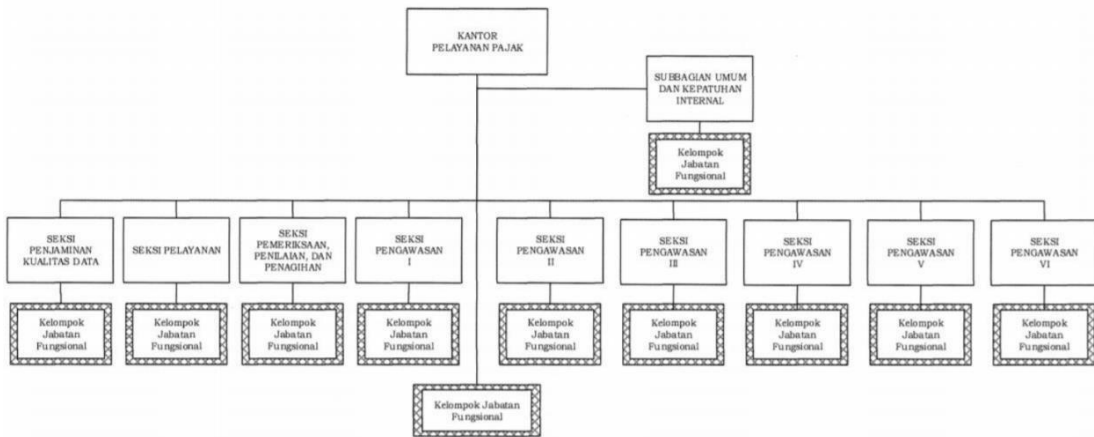 KANTOR
PELAYANAN PAJAK
SUBBAGIAN UMUM
DAN KEPATUHAN
INTERNAL
Kelompok
Jabatan
Fungsional
SEKSI
PENJAMINAN
KUALITAS DATA
SEKSI PELAYANAN
SEKSI
PEMERIKSAAN,
PENILAIAN, DAN
PENAGIHAN
SEKSI
PENGAWASAN
I
SEKSI
PENGAWASAN
II
SEKSI
PENGAWASAN
III
SEKSI
PENGAWASAN
IV
SEKSI
PENGAWASAN
V
SEKSI
PENGAWASAN
VI
Kelompok
Jabatan
Fungsional
Kelompok
Jabatan
Fungsional
Kelompok
Jabatan
Fungsional
Kelompok
Jabatan
Fungsional
Kelompok
Jabatan
Fungsional
Kelompok
Jabatan
Fungsional
Kelompok
Jabatan
Fungsional
Kelompok
Jabatan
Fungsional
Kelompok
Jabatan
Fungsional
Kelompok Jabatan
Fungsional